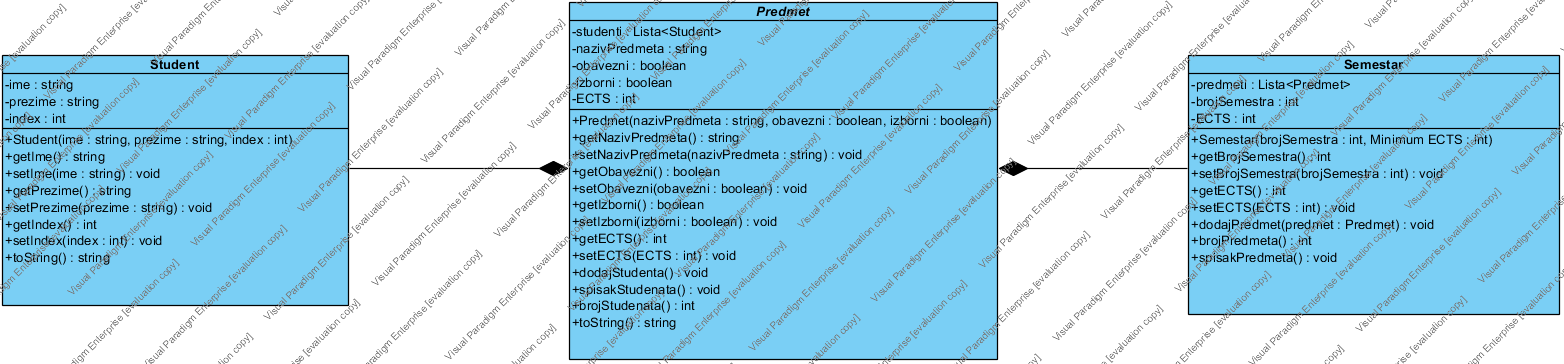 Student
-ime : string
-prezime : string
-index : int
+Student(ime : string, prezime : string, index : int)
+getIme() : string
+setIme(ime : string) : void
+getPrezime() : string
+setPrezime(prezime : string) : void
+getIndex() : int
+setIndex(index : int) : void
+toString() : string
Predmet
-studenti : Lista<Student>
-nazivPredmeta : string
-obavezni : boolean
-izborni : boolean
-ECTS : int
+Predmet(nazivPredmeta : string, obavezni : boolean, izborni : boolean)
+getNazivPredmeta() : string
+setNazivPredmeta(nazivPredmeta : string) : void
+getObavezni() : boolean
+setObavezni(obavezni : boolean) : void
+getIzborni() : boolean
+setIzborni(izborni : boolean) : void
+getECTS() : int
+setECTS(ECTS : int) : void
+dodajStudenta() : void
+spisakStudenata() : void
+brojStudenata() : int
+toString() : string
Semestar
-predmeti : Lista<Predmet>
-brojSemestra : int
-ECTS : int
+Semestar(brojSemestra : int, Minimum ECTS : int)
+getBrojSemestra() : int
+setBrojSemestra(brojSemestra : int) : void
+getECTS() : int
+setECTS(ECTS : int) : void
+dodajPredmet(predmet : Predmet) : void
+brojPredmeta() : int
+spisakPredmeta() : void
Visual Paradigm Enterprise [evaluation copy]